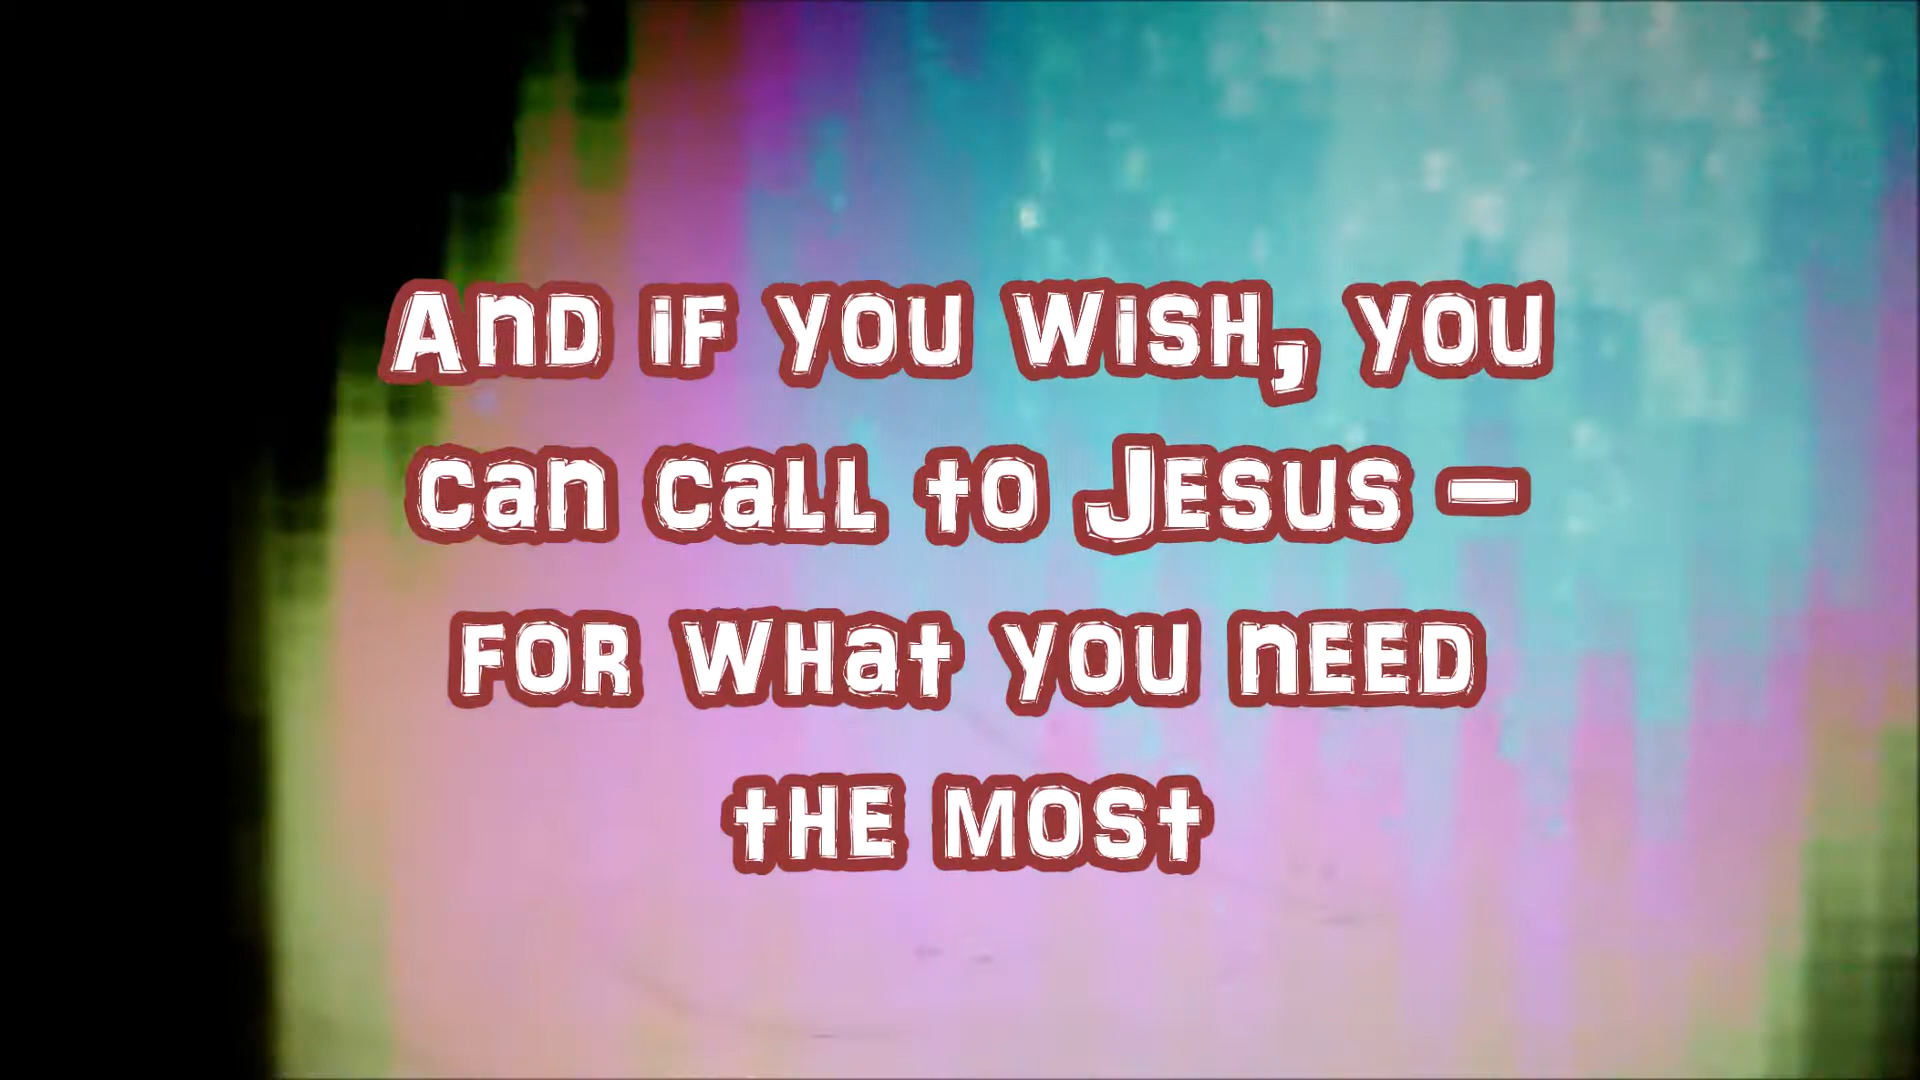 And if you wish, you
can call to Jesus –
for what you need
the most